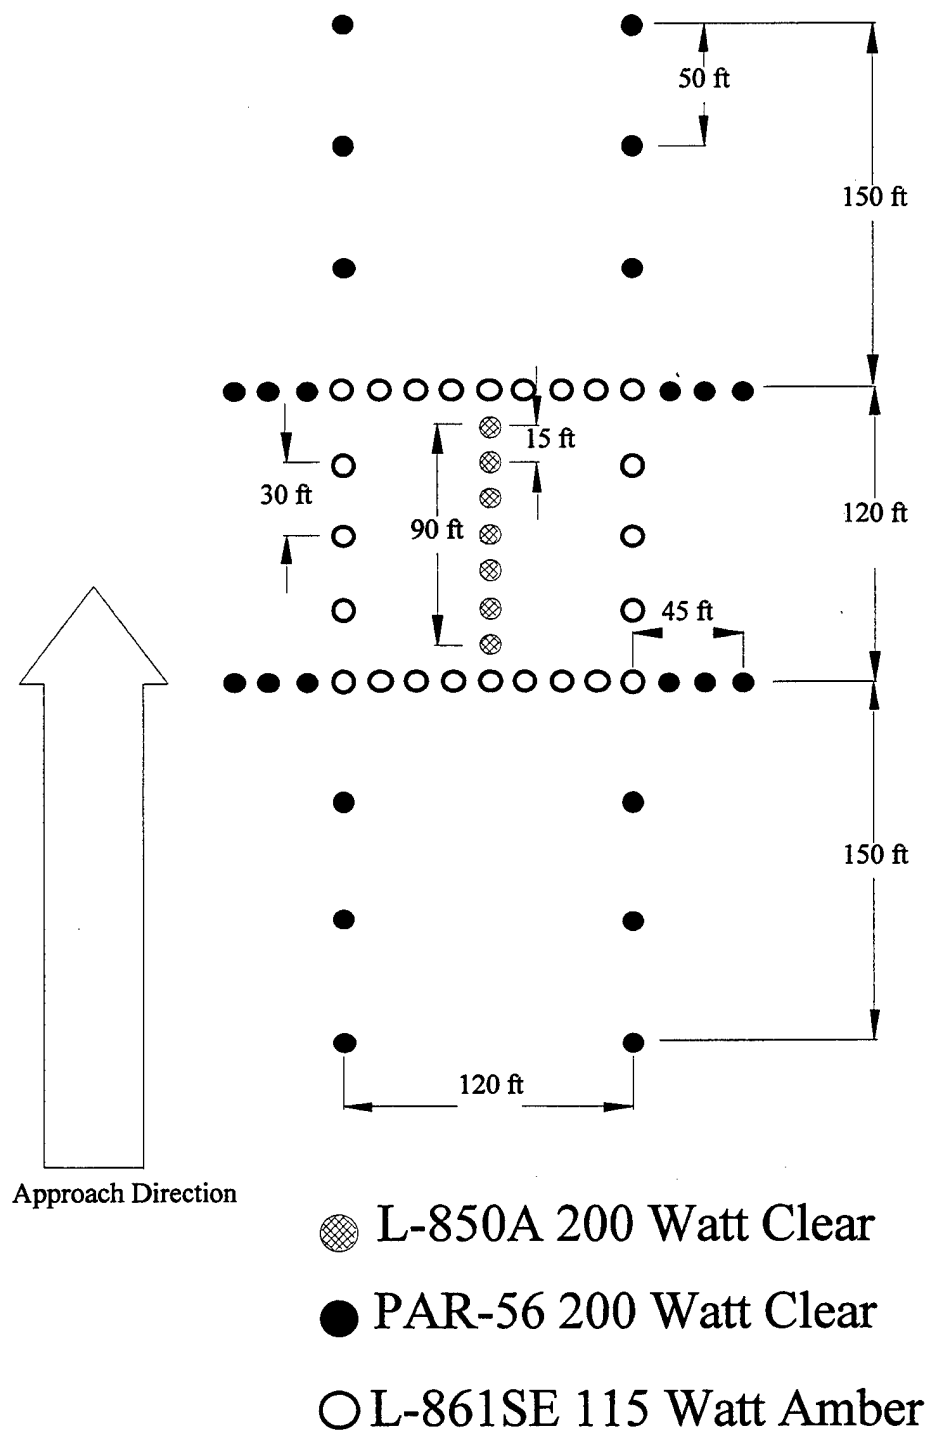 50 ft
150 ft
15 ft
30 ft
90 ft
120 ft
45 ft
150 ft
120 ft
Approach Direction
L-850A 200 Watt Clear
PAR-56 200 Watt Clear
L-861SE 115 Watt Amber